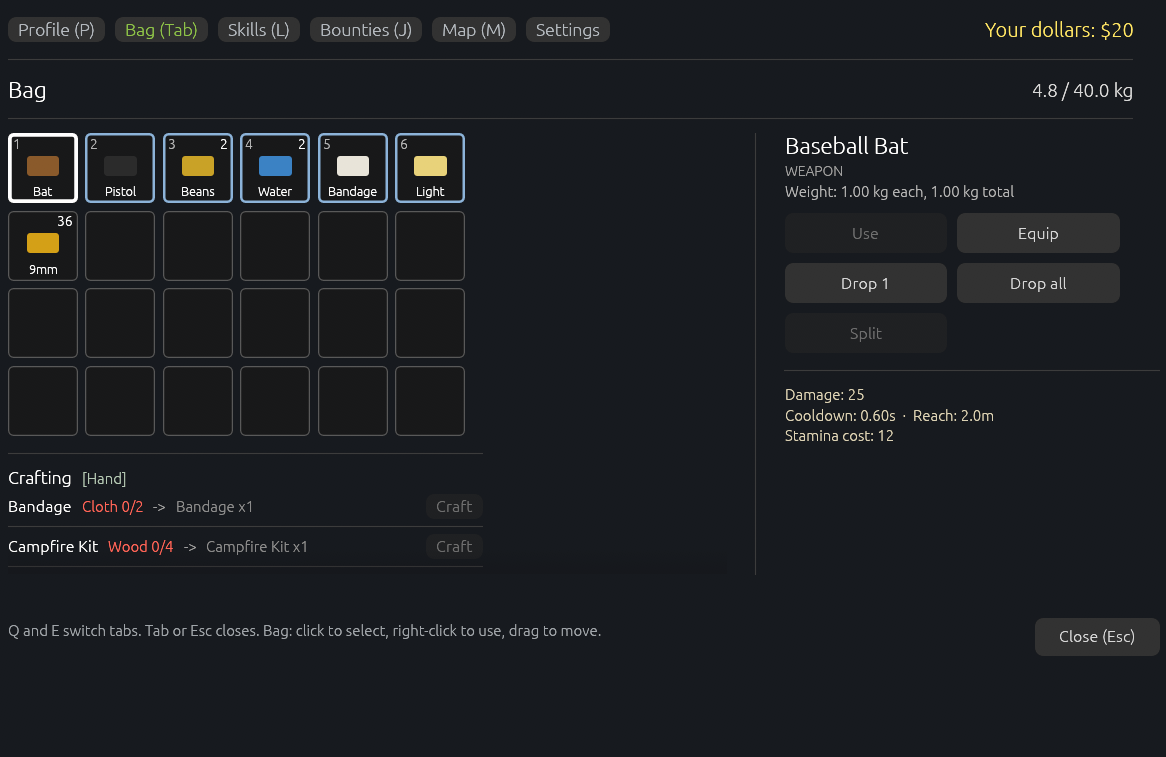 Profile (P) Bag (Tab) Skills (L) Bounties (J) Map (M) Settings Your dollars: $20
Bag 4.8 / 40.0 kg
1 2 3 2 4 2 5 6
Bat Pistol Beans Water Bandage Light
36
9mm
Baseball Bat
WEAPON
Weight: 1.00 kg each, 1.00 kg total
Use Equip
Drop 1 Drop all
Split
Damage: 25
Cooldown: 0.60s · Reach: 2.0m
Stamina cost: 12
Crafting [Hand]
Bandage Cloth 0/2 -> Bandage x1 Craft
Campfire Kit Wood 0/4 -> Campfire Kit x1 Craft
Q and E switch tabs. Tab or Esc closes. Bag: click to select, right-click to use, drag to move.
Close (Esc)